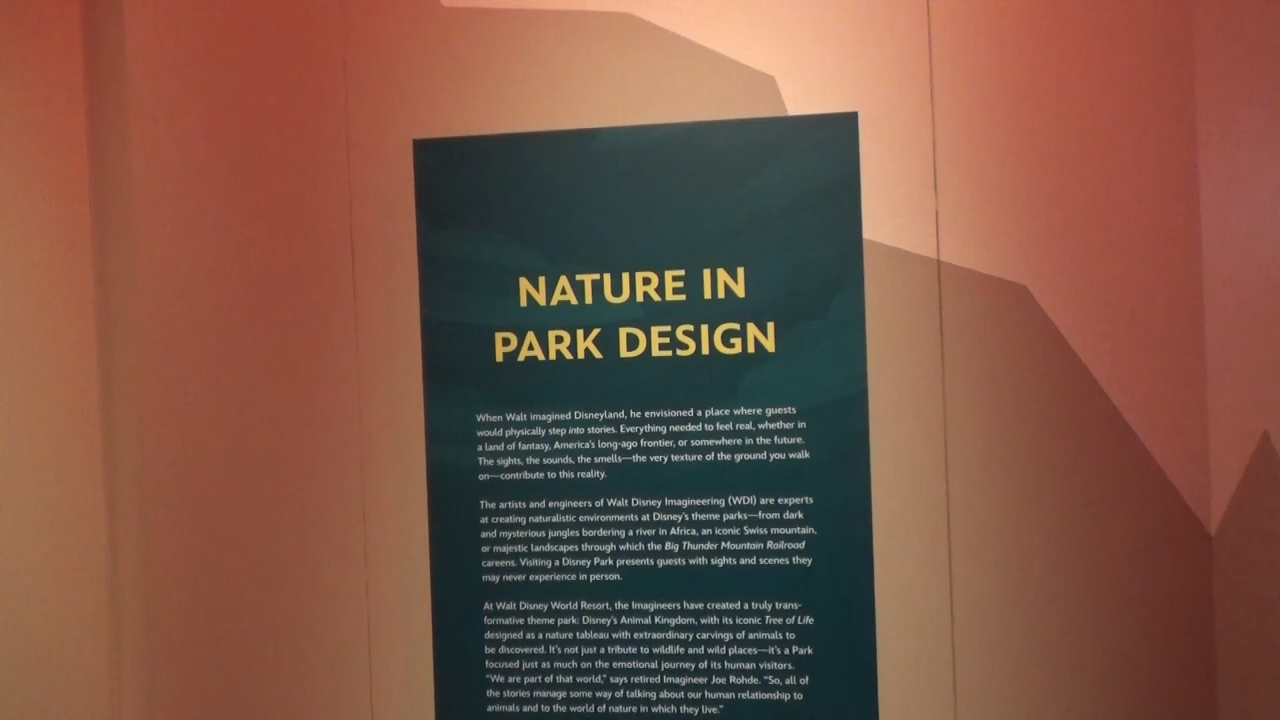 NATURE IN
PARK DESIGN
When Walt imagined Disneyland, he envisioned a place where guests
would physically step into stories. Everything needed to feel real, whether in
a land of fantasy, America's long-ago frontier, or somewhere in the future.
The sights, the sounds, the smells—the very texture of the ground you walk
on—contribute to this reality.
The artists and engineers of Walt Disney Imagineering (WDI) are experts
at creating naturalistic environments at Disney's theme parks—from dark
and mysterious jungles bordering a river in Africa, an iconic Swiss mountain,
or majestic landscapes through which the Big Thunder Mountain Railroad
careens. Visiting a Disney Park presents guests with sights and scenes they
may never experience in person.
At Walt Disney World Resort, the Imagineers have created a truly trans-
formative theme park: Disney's Animal Kingdom, with its iconic Tree of Life
designed as a nature tableau with extraordinary carvings of animals to
be discovered. It's not just a tribute to wildlife and wild places—it's a Park
focused just as much on the emotional journey of its human visitors.
"We are part of that world," says retired Imagineer Joe Rohde. "So, all of
the stories manage some way of talking about our human relationship to
animals and to the world of nature in which they live."